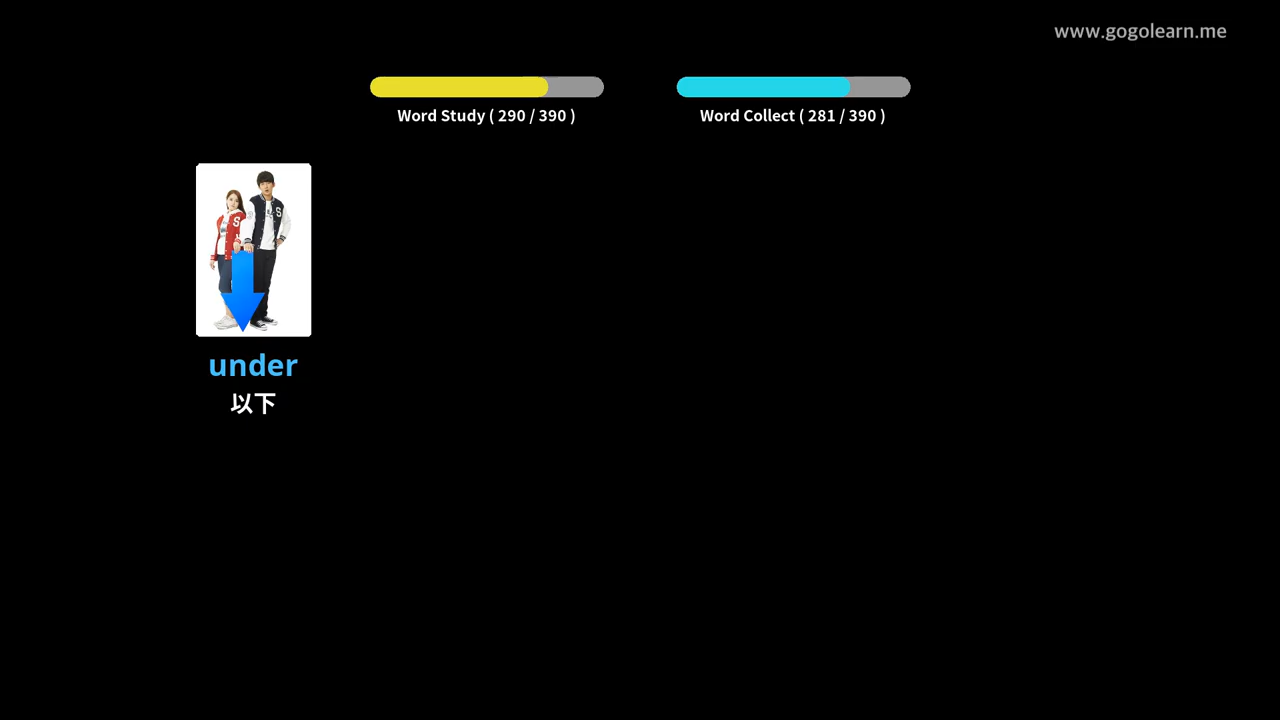 www.gogolearn.me
Word Study ( 290 / 390 )
Word Collect ( 281 / 390 )
S
S
under
以下